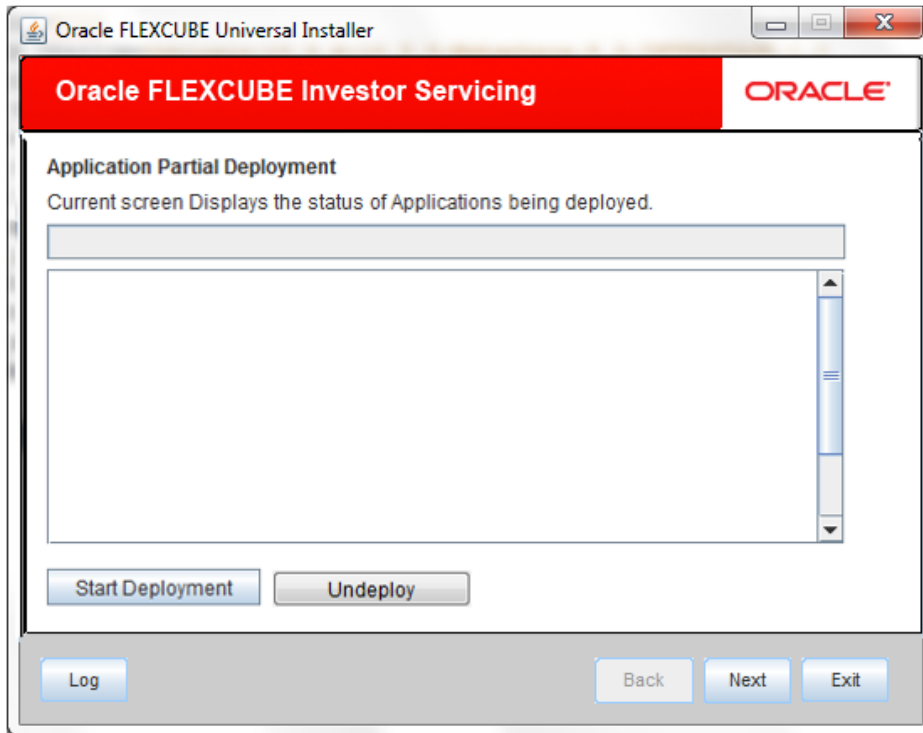 Oracle FLEXCUBE Universal Installer
Oracle FLEXCUBE Investor Servicing
ORACLE
Application Partial Deployment
Current screen Displays the status of Applications being deployed.
Start Deployment
Undeploy
Log
Back
Next
Exit